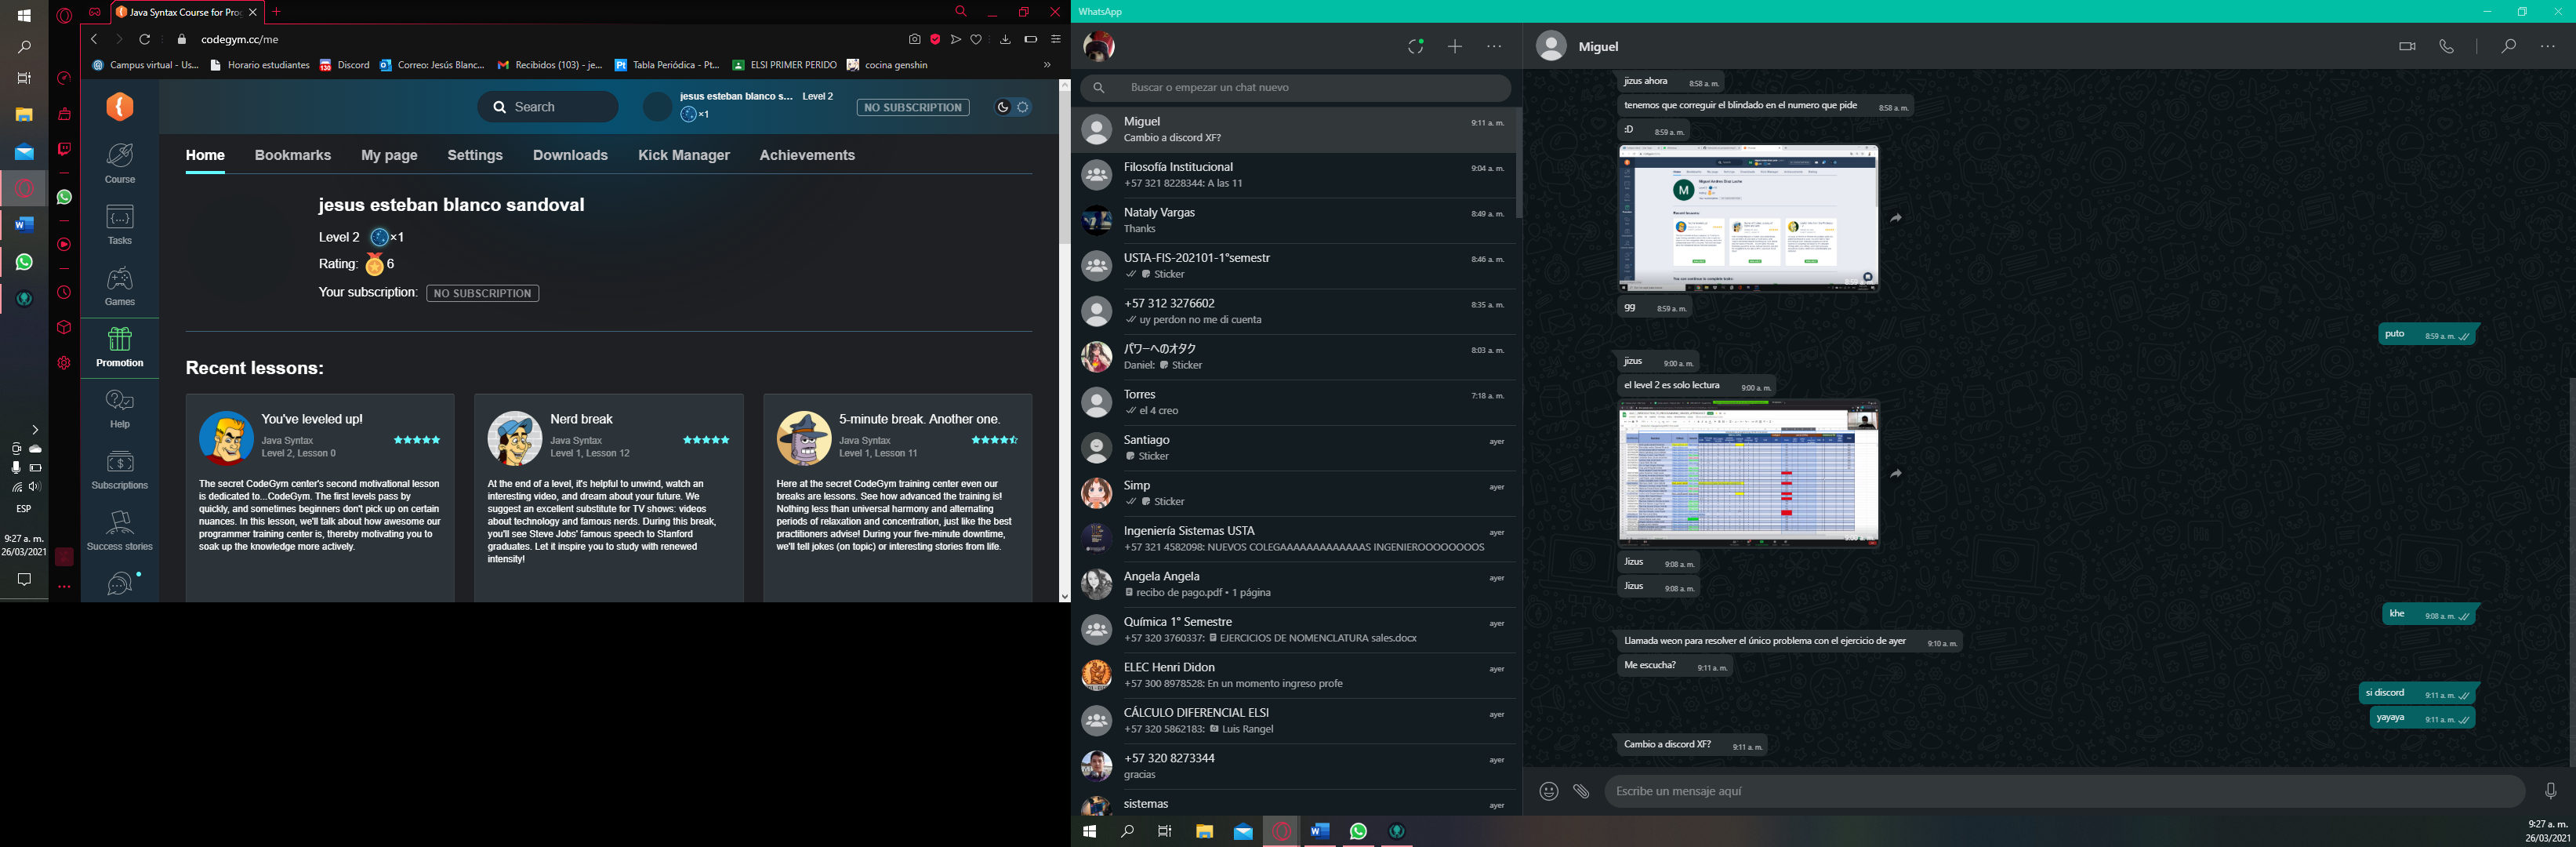 Java Syntax Course for Pro
codegym.cc/me
Campus virtual - Us...
Horario estudiantes
Discord
Correo: Jesús Blanc...
Recibidos (103) - je...
Tabla Periódica - Pt...
ELSI PRIMER PERIDO
cocina genshin
Search
jesus esteban blanco s...
Level 2
×1
NO SUBSCRIPTION
Home
Bookmarks
My page
Settings
Downloads
Kick Manager
Achievements
Course
Tasks
Games
Promotion
Help
Subscriptions
Success stories
jesus esteban blanco sandoval
Level 2 ×1
Rating: 6
Your subscription: NO SUBSCRIPTION
Recent lessons:
You've leveled up!
Java Syntax
Level 2, Lesson 0
The secret CodeGym center's second motivational lesson
is dedicated to...CodeGym. The first levels pass by
quickly, and sometimes beginners don't pick up on certain
nuances. In this lesson, we'll talk about how awesome our
programmer training center is, thereby motivating you to
soak up the knowledge more actively.
Nerd break
Java Syntax
Level 1, Lesson 12
At the end of a level, it's helpful to unwind, watch an
interesting video, and dream about your future. We
suggest an excellent substitute for TV shows: videos
about technology and famous nerds. During this break,
you'll see Steve Jobs' famous speech to Stanford
graduates. Let it inspire you to study with renewed
intensity!
5-minute break. Another one.
Java Syntax
Level 1, Lesson 11
Here at the secret CodeGym training center even our
breaks are lessons. See how advanced the training is!
Nothing less than universal harmony and alternating
periods of relaxation and concentration, just like the best
practitioners advise! During your five-minute downtime,
we'll tell jokes (on topic) or interesting stories from life.
ESP
9:27 a. m.
26/03/2021
WhatsApp
Buscar o empezar un chat nuevo
Miguel 9:11 a. m.
Cambio a discord XF?
Filosofía Institucional 9:04 a. m.
+57 321 8228344: A las 11
Nataly Vargas 8:49 a. m.
Thanks
USTA-FIS-202101-1°semestr 8:46 a. m.
Sticker
+57 312 3276602 8:35 a. m.
uy perdon no me di cuenta
パワーへのオタク 8:03 a. m.
Daniel: Sticker
Torres 7:18 a. m.
el 4 creo
Santiago ayer
Sticker
Simp ayer
Sticker
Ingeniería Sistemas USTA ayer
+57 321 4582098: NUEVOS COLEGAAAAAAAAAAAAAS INGENIEROOOOOOOOS
Angela Angela ayer
recibo de pago.pdf • 1 página
Química 1° Semestre ayer
+57 320 3760337: EJERCICIOS DE NOMENCLATURA sales.docx
ELEC Henri Didon ayer
+57 300 8978528: En un momento ingreso profe
CÁLCULO DIFERENCIAL ELSI ayer
+57 320 5862183: Luis Rangel
+57 320 8273344 ayer
gracias
sistemas ayer
Miguel
jizus ahora 8:58 a. m.
tenemos que correguir el blindado en el numero que pide 8:58 a. m.
:D 8:59 a. m.
M
8:59 a. m.
gg 8:59 a. m.
puto 8:59 a. m.
jizus 9:00 a. m.
el level 2 es solo lectura 9:00 a. m.
9:00 a. m.
Jizus 9:08 a. m.
Jizus 9:08 a. m.
khe 9:08 a. m.
Llamada weon para resolver el único problema con el ejercicio de ayer 9:10 a. m.
Me escucha? 9:11 a. m.
si discord 9:11 a. m.
yayaya 9:11 a. m.
Cambio a discord XF? 9:11 a. m.
Escribe un mensaje aquí
9:27 a. m.
26/03/2021